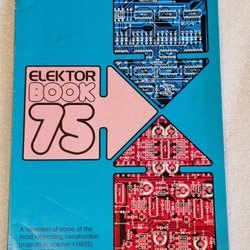 ELEKTOR
BOOK
75
A selection of some of the
most interesting construction
projects in volume 1 (1975)